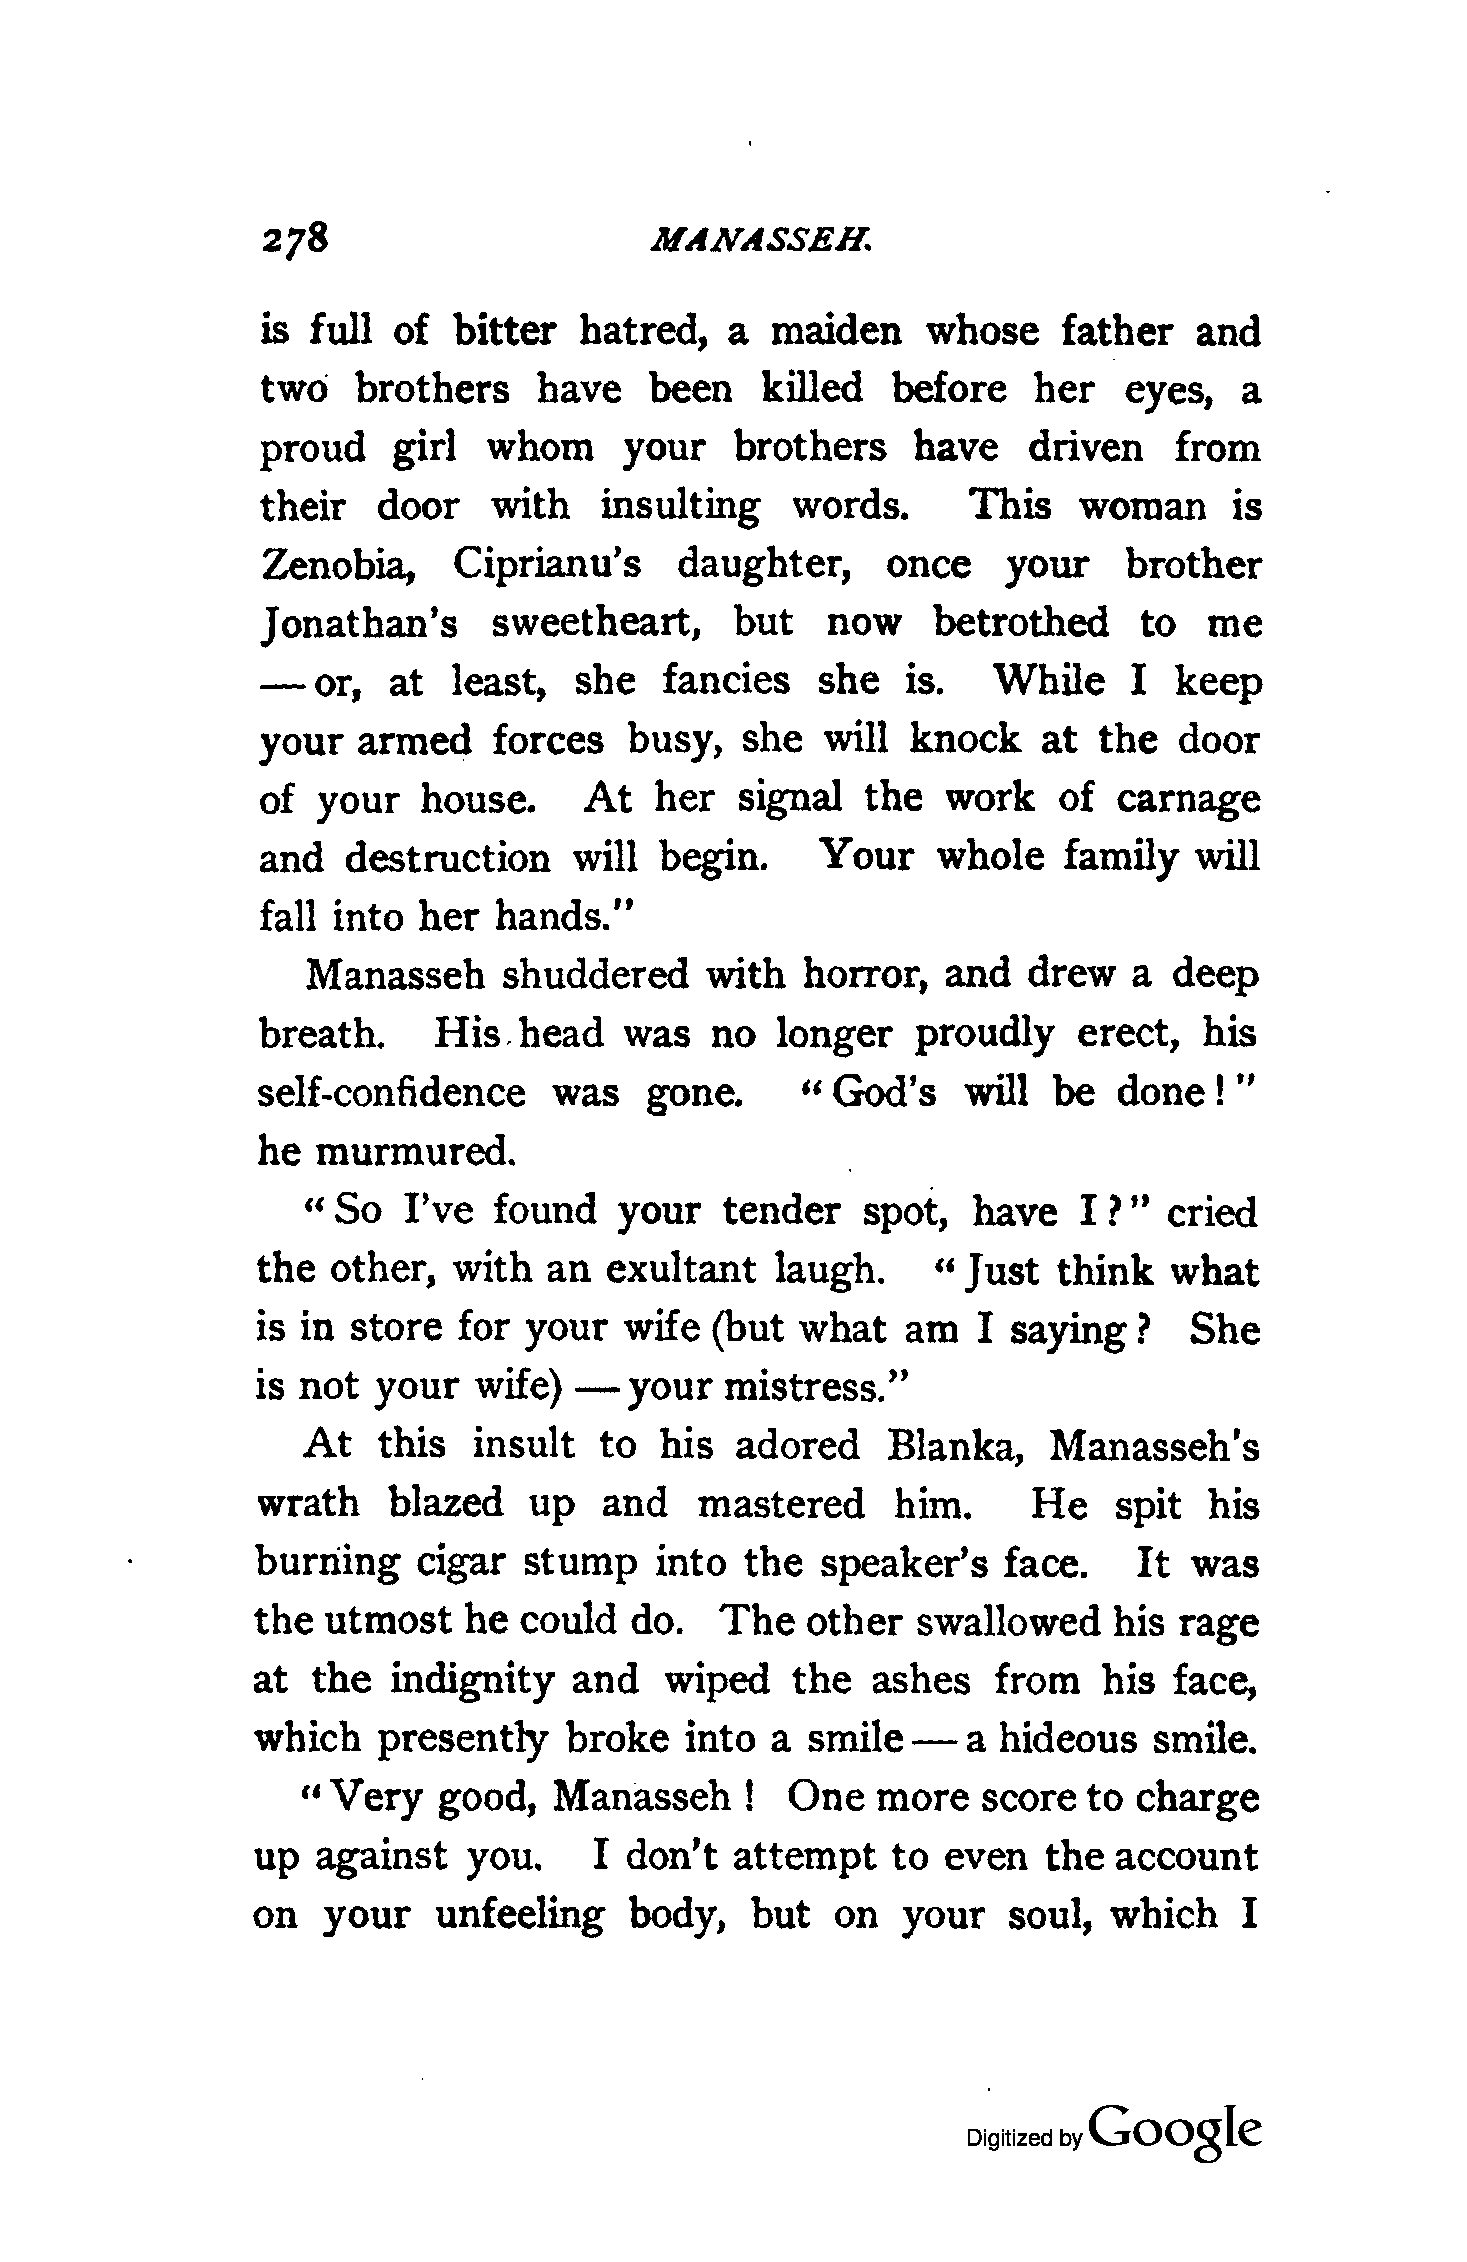 278 MANASSEH.
is full of bitter hatred, a maiden whose father and
two brothers have been killed before her eyes, a
proud girl whom your brothers have driven from
their door with insulting words. This woman is
Zenobia, Ciprianu's daughter, once your brother
Jonathan's sweetheart, but now betrothed to me
— or, at least, she fancies she is. While I keep
your armed forces busy, she will knock at the door
of your house. At her signal the work of carnage
and destruction will begin. Your whole family will
fall into her hands."
Manasseh shuddered with horror, and drew a deep
breath. His head was no longer proudly erect, his
self-confidence was gone. "God's will be done!"
he murmured.
"So I've found your tender spot, have I?" cried
the other, with an exultant laugh. "Just think what
is in store for your wife (but what am I saying? She
is not your wife) — your mistress."
At this insult to his adored Blanka, Manasseh's
wrath blazed up and mastered him. He spit his
burning cigar stump into the speaker's face. It was
the utmost he could do. The other swallowed his rage
at the indignity and wiped the ashes from his face,
which presently broke into a smile — a hideous smile.
"Very good, Manasseh! One more score to charge
up against you. I don't attempt to even the account
on your unfeeling body, but on your soul, which I
Digitized by Google